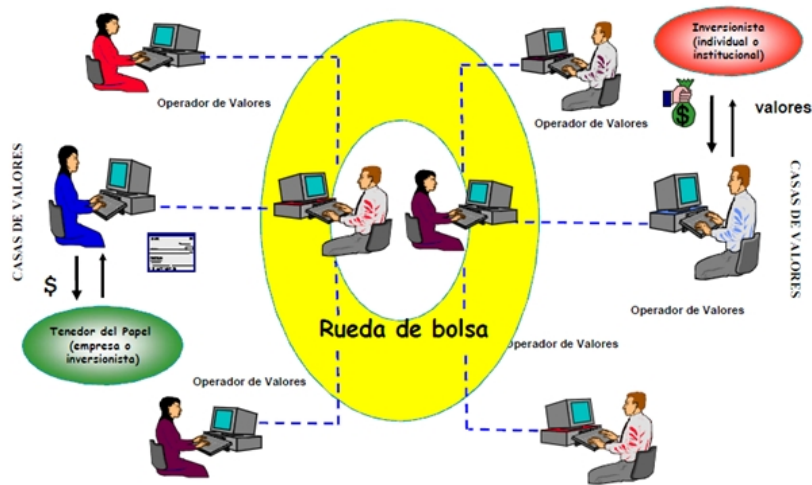 Inversionista
(individual o
institucional)
Operador de Valores
Operador de Valores
$
valores
CASAS DE VALORES
CASAS DE VALORES
$
Operador de Valores
Rueda de bolsa
Tenedor del Papel
(empresa o
inversionista)
Operador de Valores
Operador de Valores